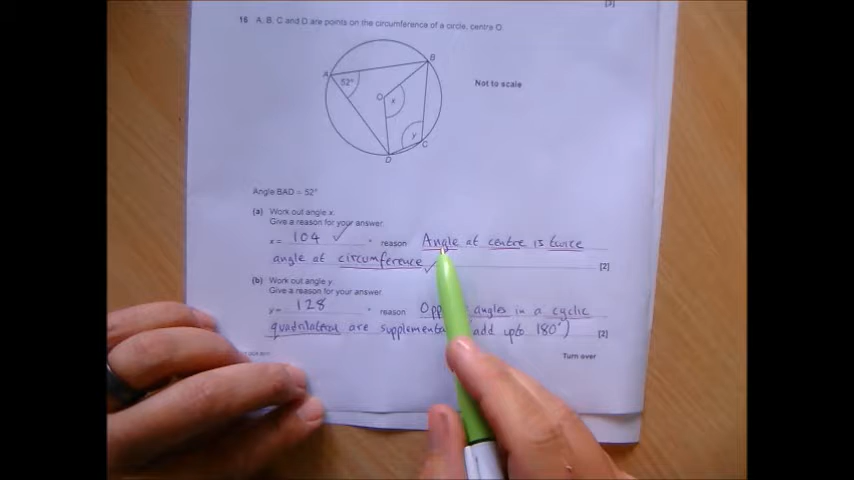 16 A, B, C and D are points on the circumference of a circle, centre O.
B
A
52°
Not to scale
O
x
y
C
D
Angle BAD = 52°
(a) Work out angle x.
Give a reason for your answer.
x = 104 ✓ ° reason Angle at centre is twice
angle at circumference ✓ [2]
(b) Work out angle y.
Give a reason for your answer.
y = 128 ° reason angles in a cyclic
quadrilateral are add upto 180°) [2]
Turn over